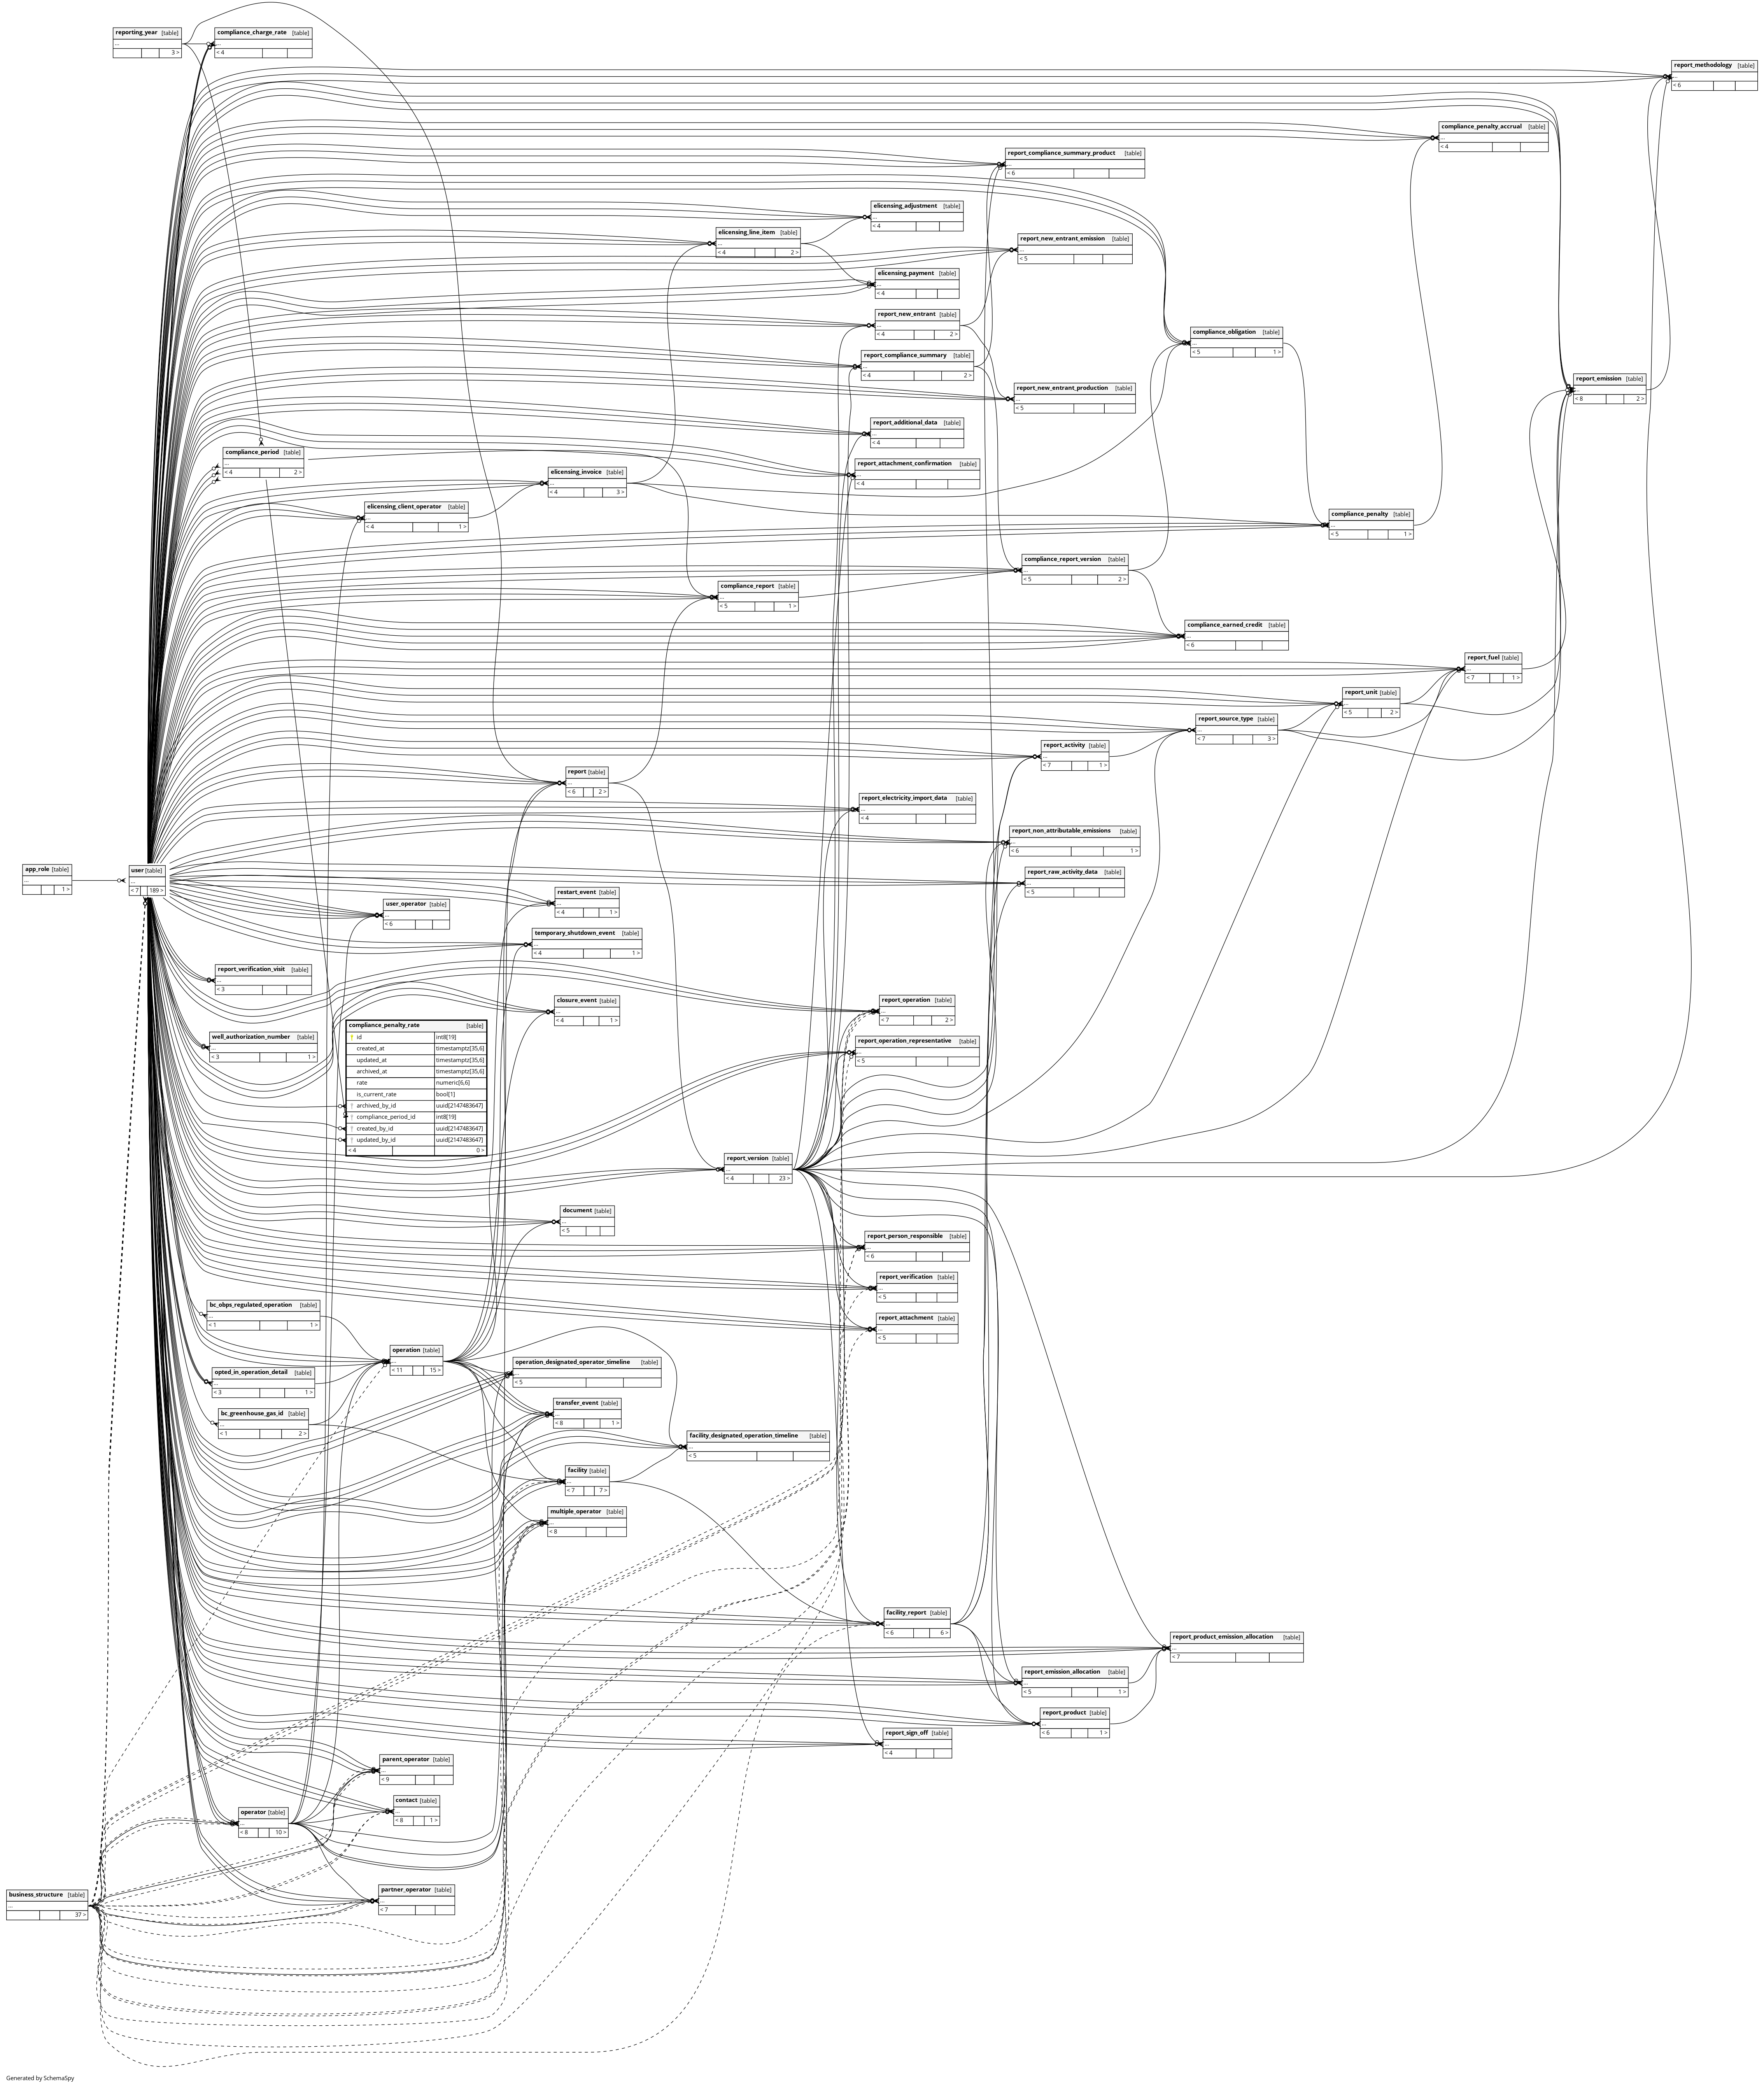 reporting_year [table]
...
3 >
compliance_charge_rate [table]
...
< 4
report_methodology [table]
...
< 6
compliance_penalty_accrual [table]
...
< 4
report_compliance_summary_product [table]
...
< 6
elicensing_adjustment [table]
...
< 4
elicensing_line_item [table]
...
< 4 2 >
report_new_entrant_emission [table]
...
< 5
elicensing_payment [table]
...
< 4
report_new_entrant [table]
...
< 4 2 >
compliance_obligation [table]
...
< 5 1 >
report_compliance_summary [table]
...
< 4 2 >
report_emission [table]
...
< 8 2 >
report_new_entrant_production [table]
...
< 5
report_additional_data [table]
...
< 4
compliance_period [table]
...
< 4 2 >
report_attachment_confirmation [table]
...
< 4
elicensing_invoice [table]
...
< 4 3 >
elicensing_client_operator [table]
...
< 4 1 >
compliance_penalty [table]
...
< 5 1 >
compliance_report_version [table]
...
< 5 2 >
compliance_report [table]
...
< 5 1 >
compliance_earned_credit [table]
...
< 6
report_fuel [table]
...
< 7 1 >
report_unit [table]
...
< 5 2 >
report_source_type [table]
...
< 7 3 >
report_activity [table]
...
< 7 1 >
report [table]
...
< 6 2 >
report_electricity_import_data [table]
...
< 4
report_non_attributable_emissions [table]
...
< 6 1 >
app_role [table]
...
1 >
user [table]
...
< 7 189 >
report_raw_activity_data [table]
...
< 5
restart_event [table]
...
< 4 1 >
user_operator [table]
...
< 6
temporary_shutdown_event [table]
...
< 4 1 >
report_verification_visit [table]
...
< 3
closure_event [table]
...
< 4 1 >
report_operation [table]
...
< 7 2 >
well_authorization_number [table]
...
< 3 1 >
compliance_penalty_rate [table]
id int8[19]
created_at timestamptz[35,6]
updated_at timestamptz[35,6]
archived_at timestamptz[35,6]
rate numeric[6,6]
is_current_rate bool[1]
archived_by_id uuid[2147483647]
compliance_period_id int8[19]
created_by_id uuid[2147483647]
updated_by_id uuid[2147483647]
< 4 0 >
report_operation_representative [table]
...
< 5
report_version [table]
...
< 4 23 >
document [table]
...
< 5
report_person_responsible [table]
...
< 6
report_verification [table]
...
< 5
bc_obps_regulated_operation [table]
...
< 1 1 >
report_attachment [table]
...
< 5
operation [table]
...
< 11 15 >
operation_designated_operator_timeline [table]
...
< 5
opted_in_operation_detail [table]
...
< 3 1 >
transfer_event [table]
...
< 8 1 >
bc_greenhouse_gas_id [table]
...
< 1 2 >
facility_designated_operation_timeline [table]
...
< 5
facility [table]
...
< 7 7 >
multiple_operator [table]
...
< 8
facility_report [table]
...
< 6 6 >
report_product_emission_allocation [table]
...
< 7
report_emission_allocation [table]
...
< 5 1 >
report_product [table]
...
< 6 1 >
report_sign_off [table]
...
< 4
parent_operator [table]
...
< 9
contact [table]
...
< 8 1 >
operator [table]
...
< 8 10 >
partner_operator [table]
...
< 7
business_structure [table]
...
37 >
Generated by SchemaSpy